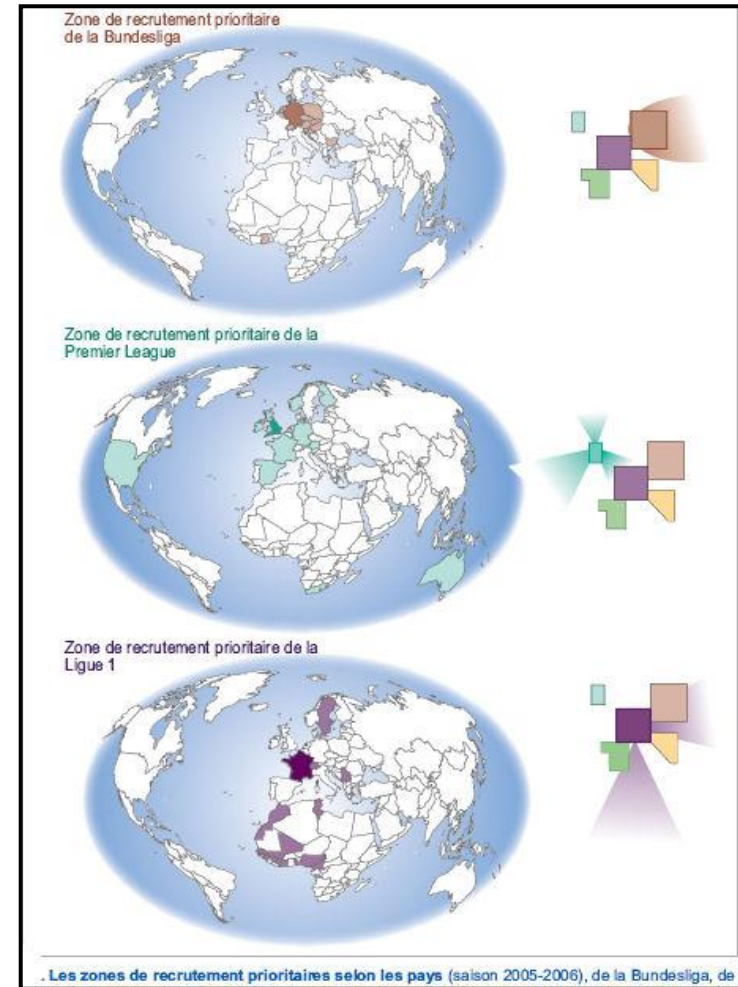 Zone de recrutement prioritaire
de la Bundesliga
Zone de recrutement prioritaire de la
Premier League
Zone de recrutement prioritaire de la
Ligue 1
. Les zones de recrutement prioritaires selon les pays (saison 2005-2006), de la Bundesliga, de